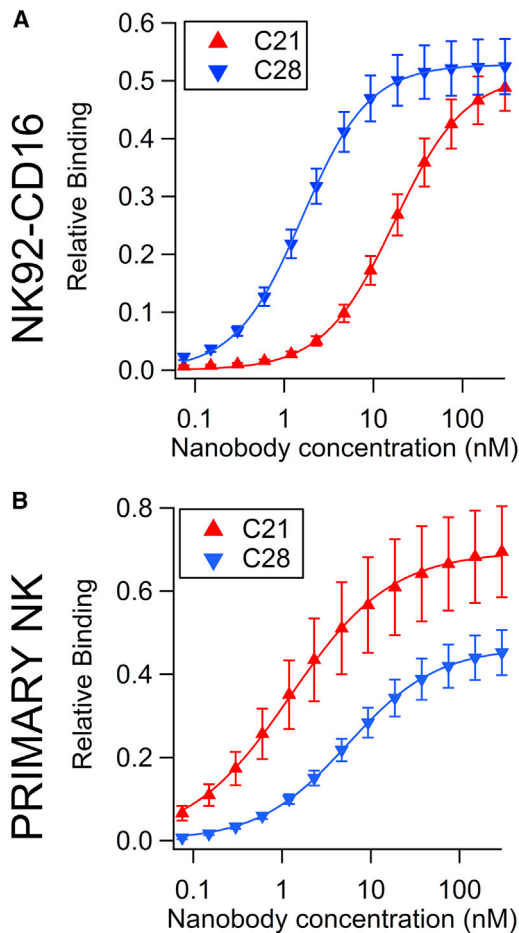 A
NK92-CD16
Relative Binding
0.6
0.5
0.4
0.3
0.2
0.1
0.0
C21
C28
0.1 1 10 100
Nanobody concentration (nM)
B
PRIMARY NK
Relative Binding
0.8
0.6
0.4
0.2
0.0
C21
C28
0.1 1 10 100
Nanobody concentration (nM)